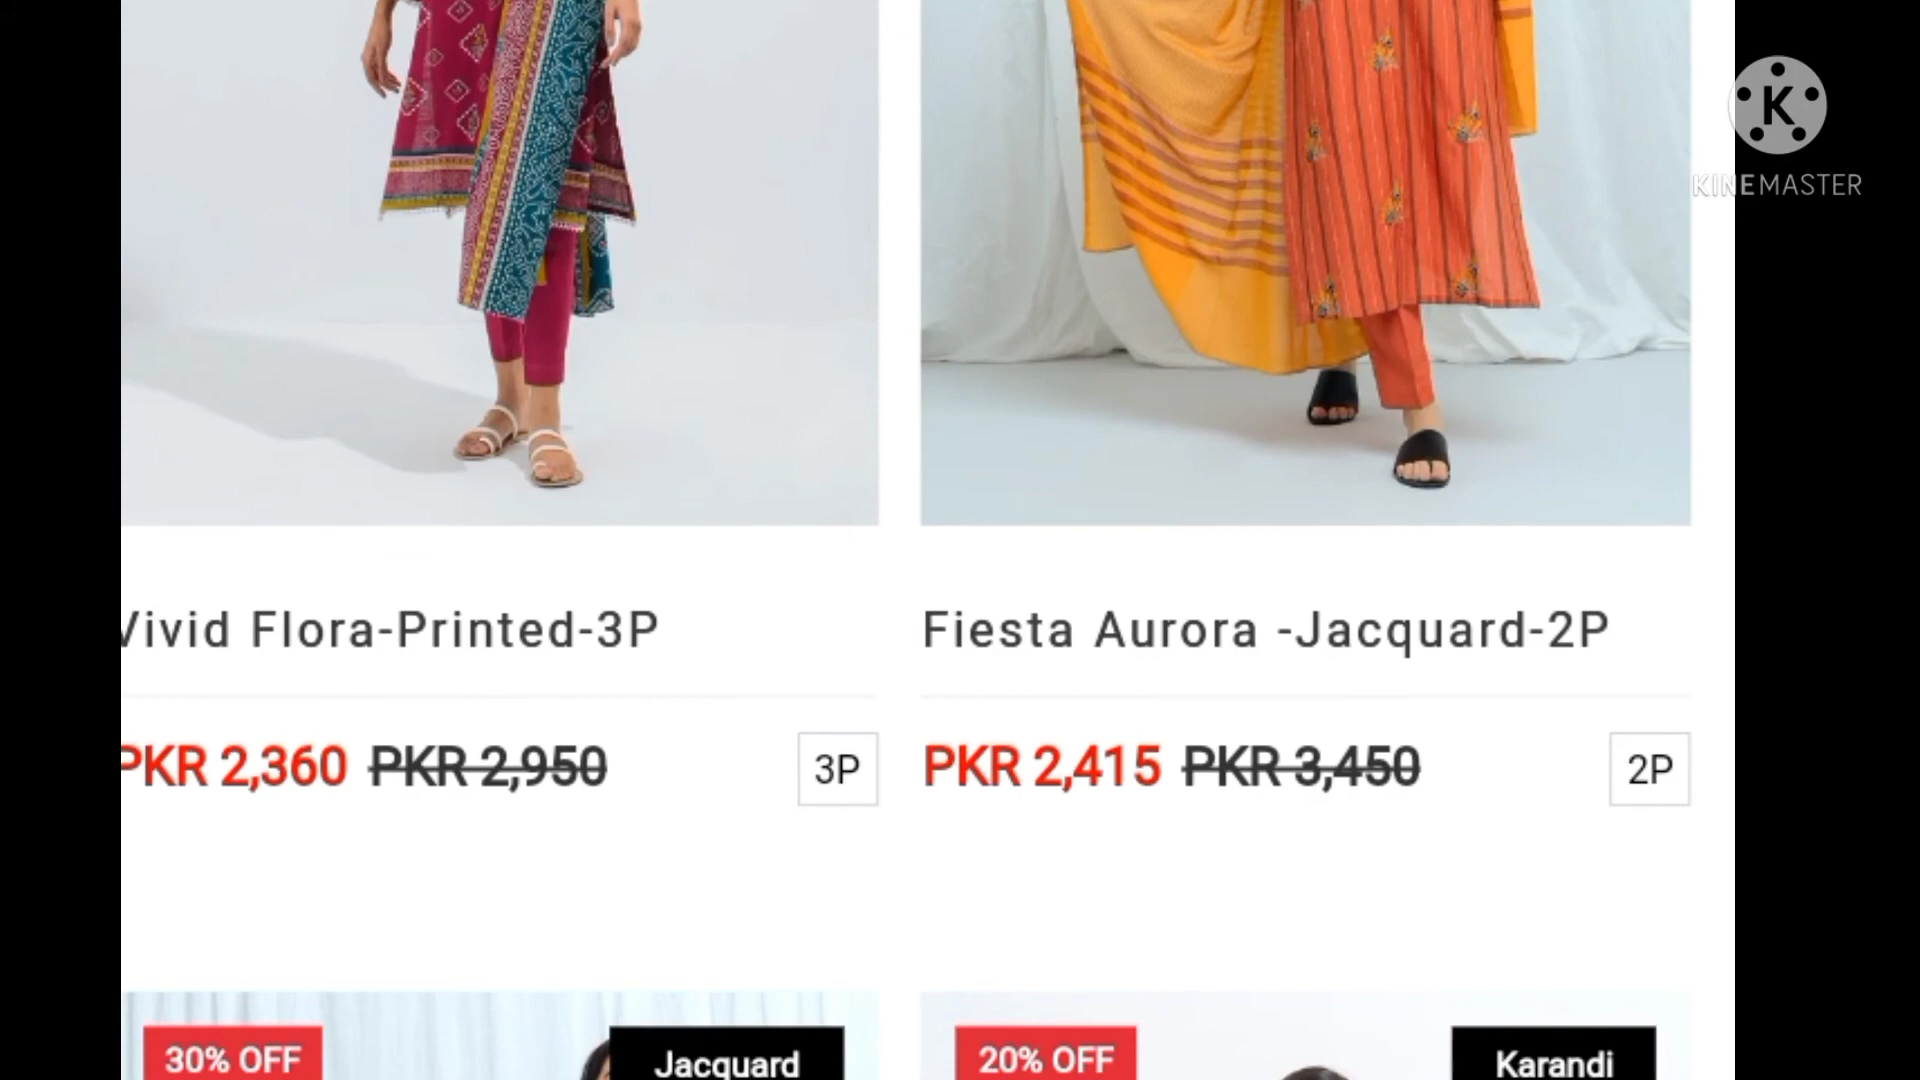 K
KINEMASTER
Vivid Flora-Printed-3P
Fiesta Aurora -Jacquard-2P
PKR 2,360 PKR 2,950 3P
PKR 2,415 PKR 3,450 2P
30% OFF
Jacquard
20% OFF
Karandi